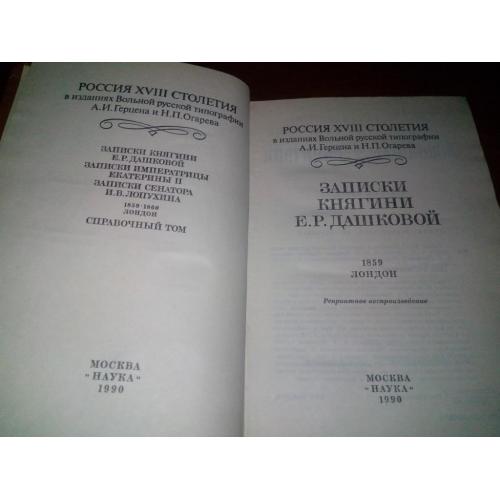 РОССИЯ XVIII СТОЛЕТИЯ
в изданиях Вольной русской типографии
А.И.Герцена и Н.П.Огарева
ЗАПИСКИ КНЯГИНИ
Е.Р.ДАШКОВОЙ
ЗАПИСКИ ИМПЕРАТРИЦЫ
ЕКАТЕРИНЫ II
ЗАПИСКИ СЕНАТОРА
И.В.ЛОПУХИНА
1859-1860
ЛОНДОН
СПРАВОЧНЫЙ ТОМ
МОСКВА
"НАУКА"
1990
РОССИЯ XVIII СТОЛЕТИЯ
в изданиях Вольной русской типографии
А.И.Герцена и Н.П.Огарева
ЗАПИСКИ
КНЯГИНИ
Е.Р.ДАШКОВОЙ
1859
ЛОНДОН
Репринтное воспроизведение
МОСКВА
"НАУКА"
1990